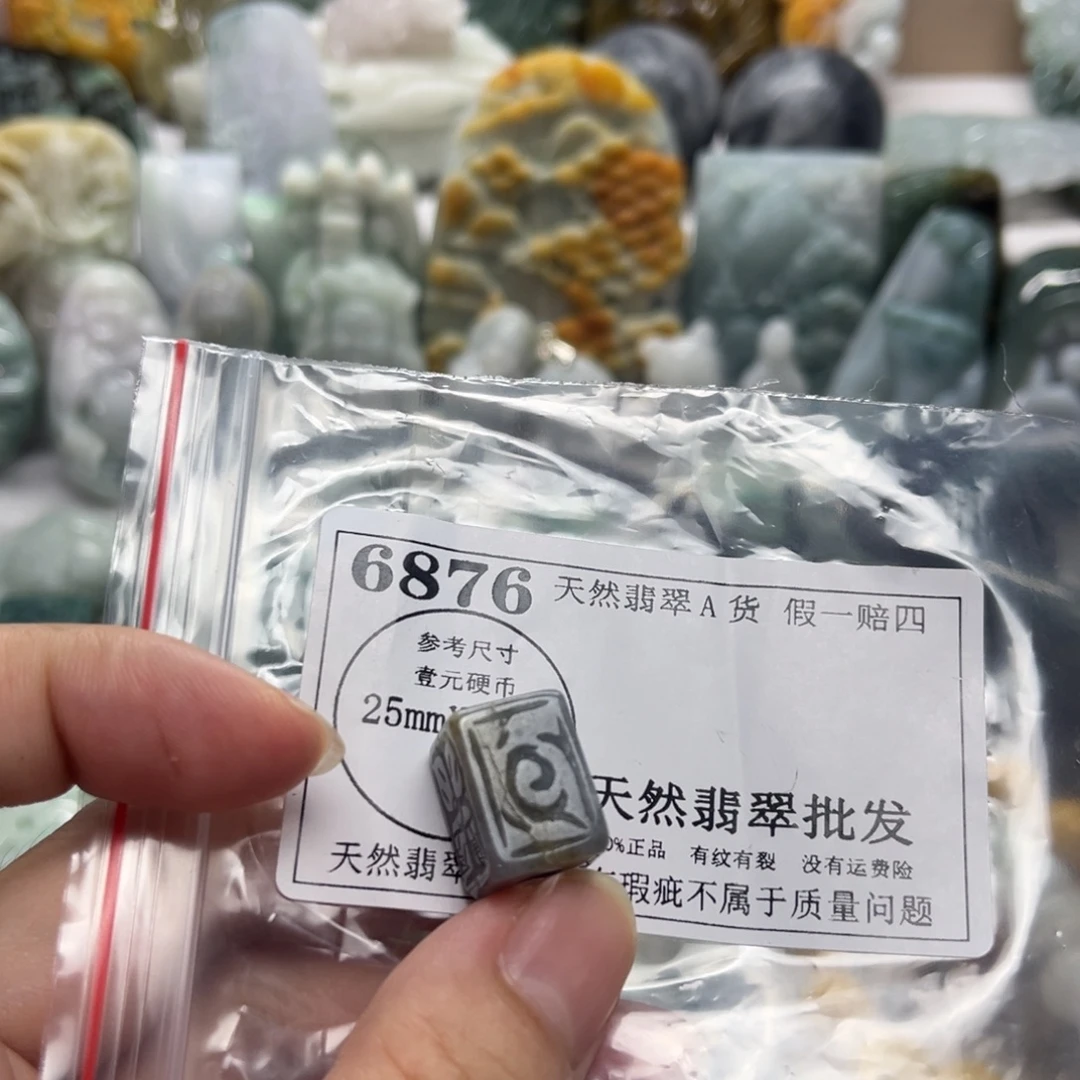 6876 天然翡翠A货 假一赔四
参考尺寸
壹元硬币
25mm
天然翡翠批发
0%正品 有纹有裂 没有运费险
天然翡翠 瑕疵不属于质量问题